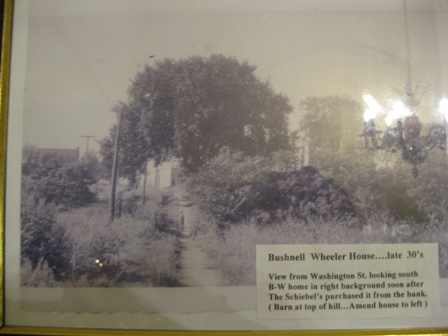 Bushnell Wheeler House....late 30's
View from Washington St. looking south
B-W home in right background soon after
The Schiebel's purchased it from the bank.
( Barn at top of hill...Amend house to left )